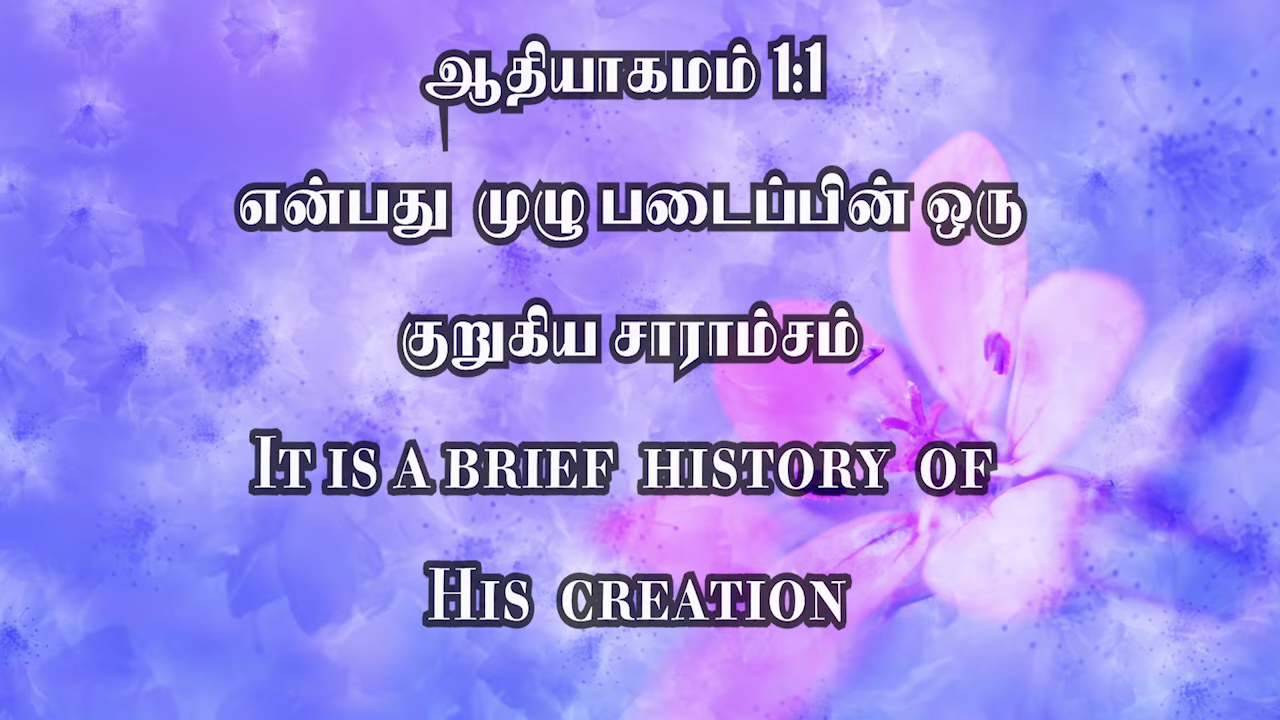 ஆதியாகமம் 1:1
என்பது முழு படைப்பின் ஒரு
குறுகிய சாராம்சம்
It is a brief history of
His creation